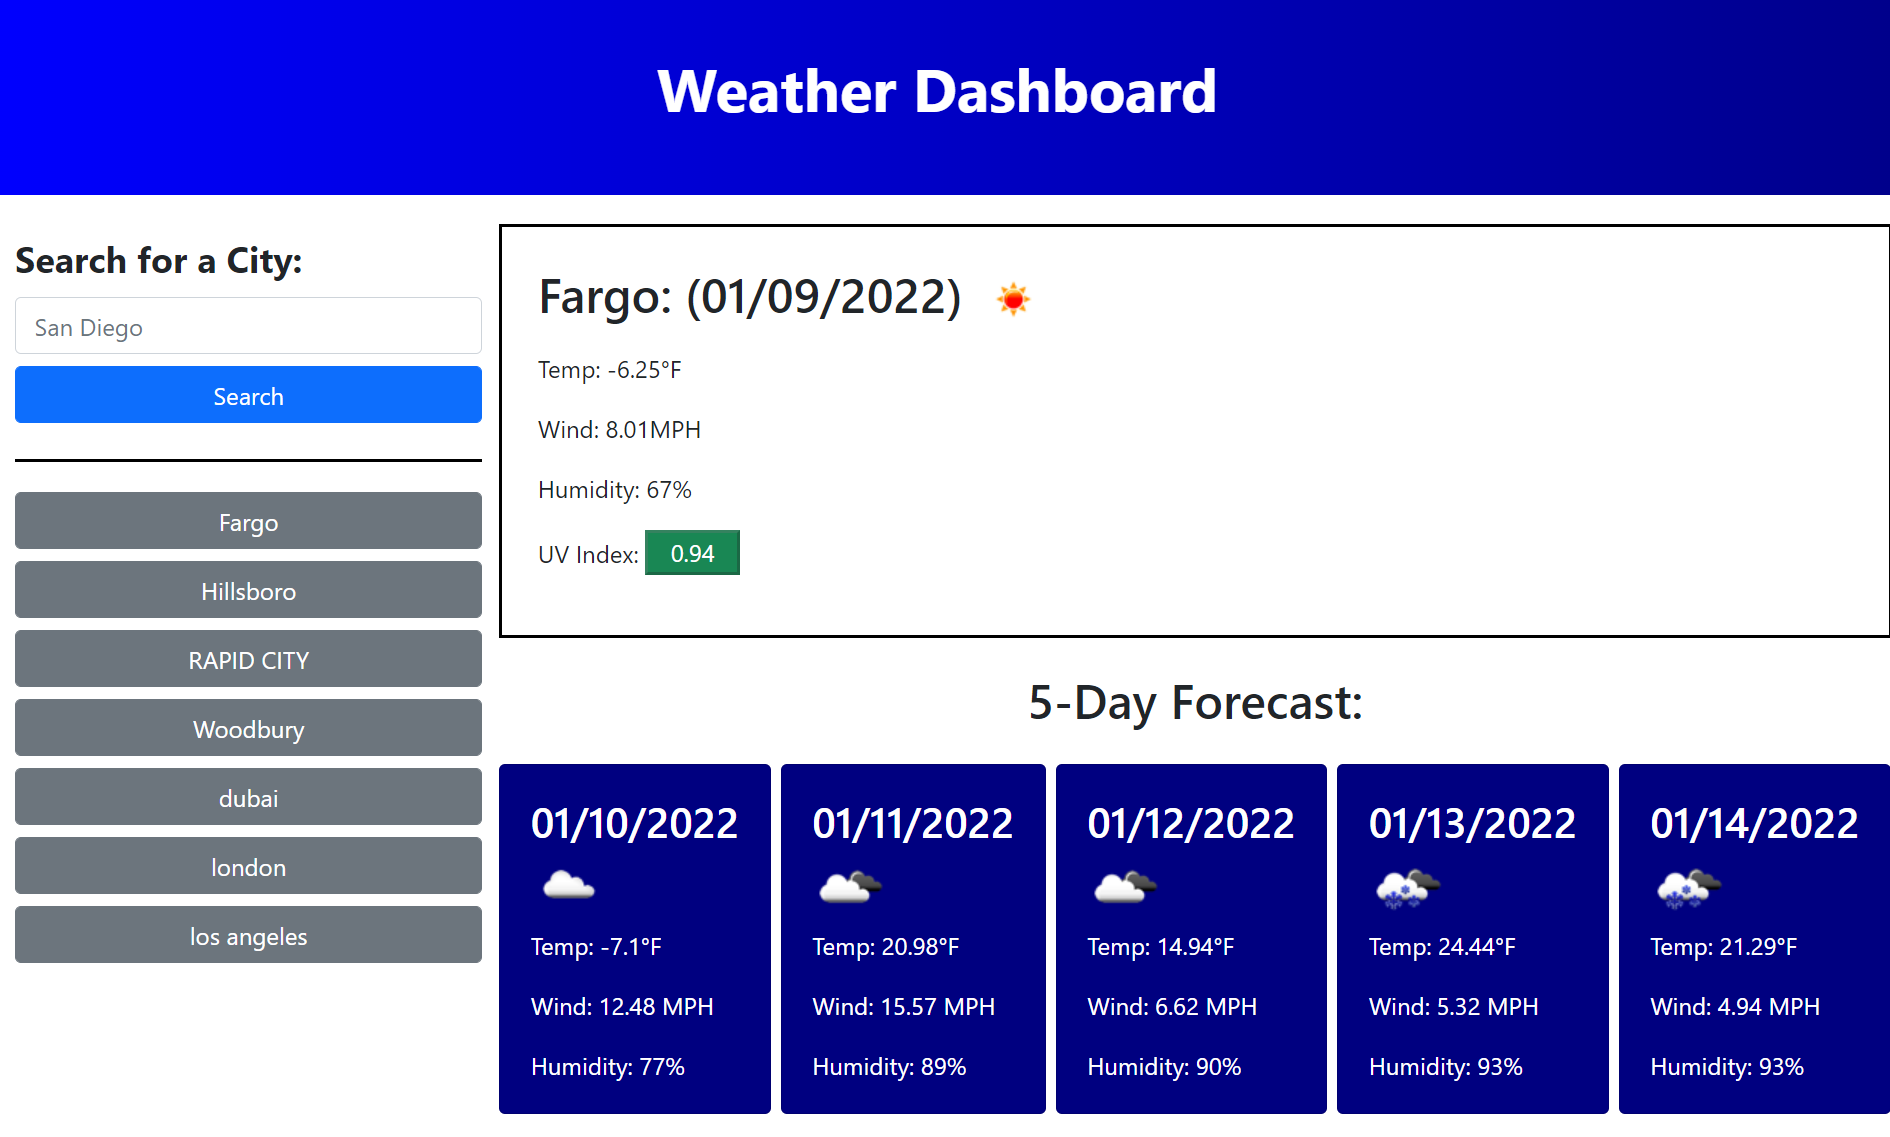 Weather Dashboard
Search for a City:
San Diego
Search
Fargo
Hillsboro
RAPID CITY
Woodbury
dubai
london
los angeles
Fargo: (01/09/2022)
Temp: -6.25°F
Wind: 8.01MPH
Humidity: 67%
UV Index: 0.94
5-Day Forecast:
01/10/2022
Temp: -7.1°F
Wind: 12.48 MPH
Humidity: 77%
01/11/2022
Temp: 20.98°F
Wind: 15.57 MPH
Humidity: 89%
01/12/2022
Temp: 14.94°F
Wind: 6.62 MPH
Humidity: 90%
01/13/2022
Temp: 24.44°F
Wind: 5.32 MPH
Humidity: 93%
01/14/2022
Temp: 21.29°F
Wind: 4.94 MPH
Humidity: 93%